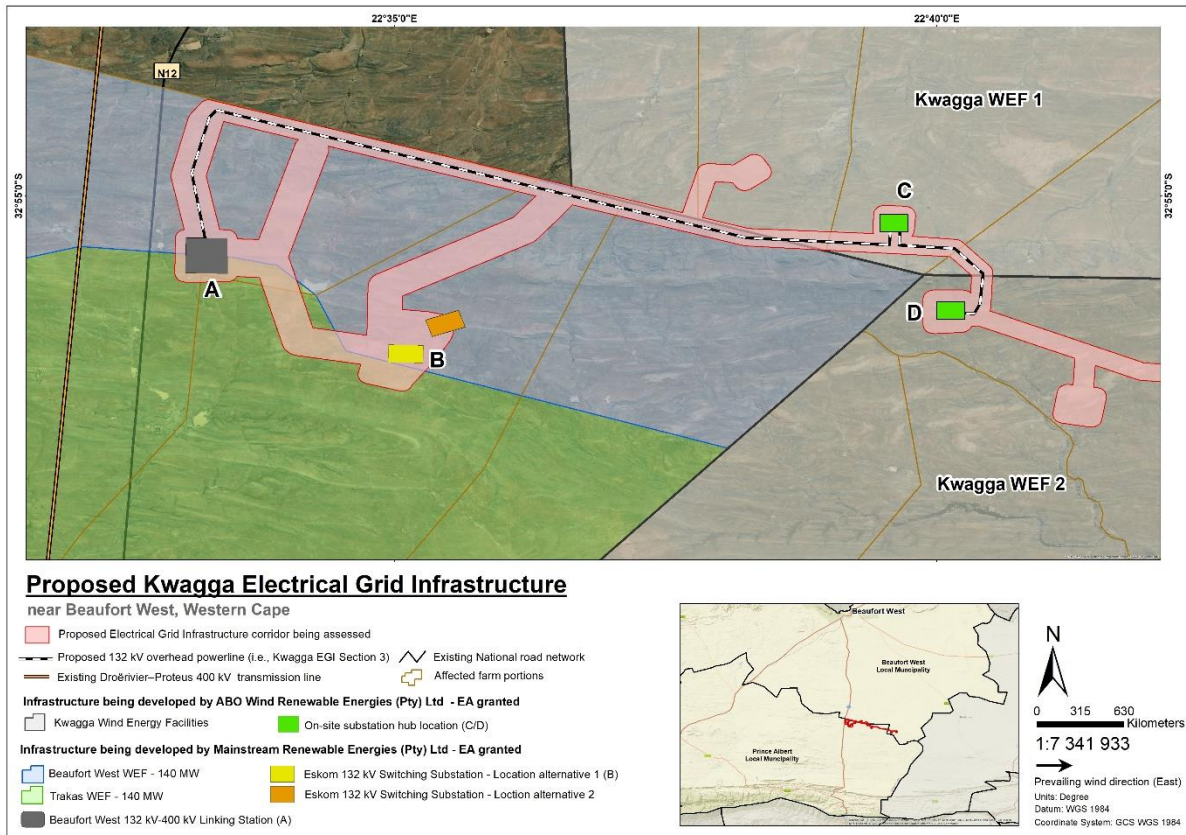 22°35'0"E
22°40'0"E
N12
Kwagga WEF 1
32°55'0"S
32°55'0"S
C
A
D
B
Kwagga WEF 2
Proposed Kwagga Electrical Grid Infrastructure
near Beaufort West, Western Cape
Proposed Electrical Grid Infrastructure corridor being assessed
Proposed 132 kV overhead powerline (i.e., Kwagga EGI Section 3)
Existing National road network
Existing Droërivier–Proteus 400 kV transmission line
Affected farm portions
Infrastructure being developed by ABO Wind Renewable Energies (Pty) Ltd - EA granted
Kwagga Wind Energy Facilities
On-site substation hub location (C/D)
Infrastructure being developed by Mainstream Renewable Energies (Pty) Ltd - EA granted
Beaufort West WEF - 140 MW
Eskom 132 kV Switching Substation - Location alternative 1 (B)
Trakas WEF - 140 MW
Eskom 132 kV Switching Substation - Loction alternative 2
Beaufort West 132 kV-400 kV Linking Station (A)
Beaufort West
Beaufort West
Local Municipality
Prince Albert
Local Municipality
N
0 315 630
Kilometers
1:7 341 933
Prevailing wind direction (East)
Units: Degree
Datum: WGS 1984
Coordinate System: GCS WGS 1984